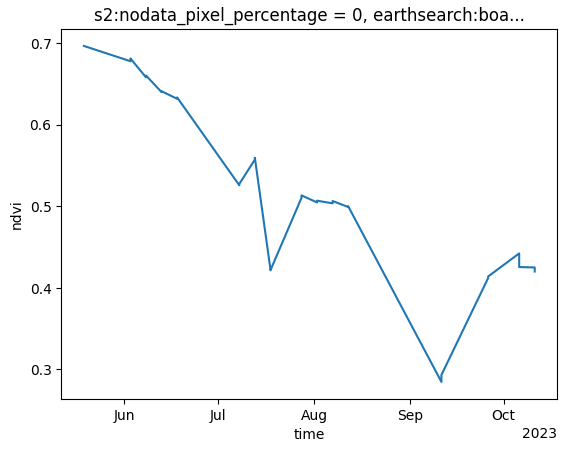 s2:nodata_pixel_percentage = 0, earthsearch:boa...
0.7
0.6
0.5
0.4
0.3
ndvi
Jun Jul Aug Sep Oct
time
2023